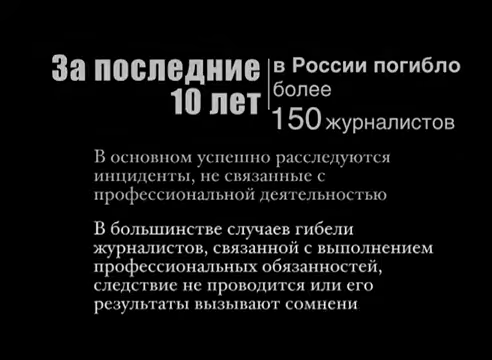 За последние
10 лет
в России погибло
более
150 журналистов
В основном успешно расследуются
инциденты, не связанные с
профессиональной деятельностью
В большинстве случаев гибели
журналистов, связанной с выполнением
профессиональных обязанностей,
следствие не проводится или его
результаты вызывают сомнени